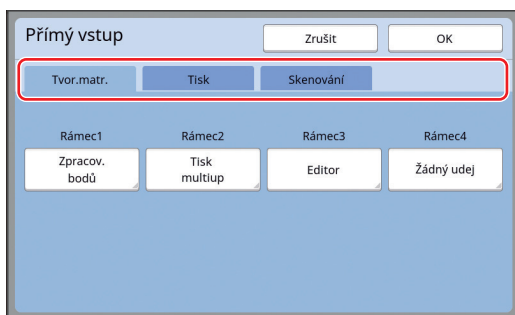 Přímý vstup
Zrušit
OK
Tvor.matr.
Tisk
Skenování
Rámec1
Rámec2
Rámec3
Rámec4
Zpracov.
bodů
Tisk
multiup
Editor
Žádný udej